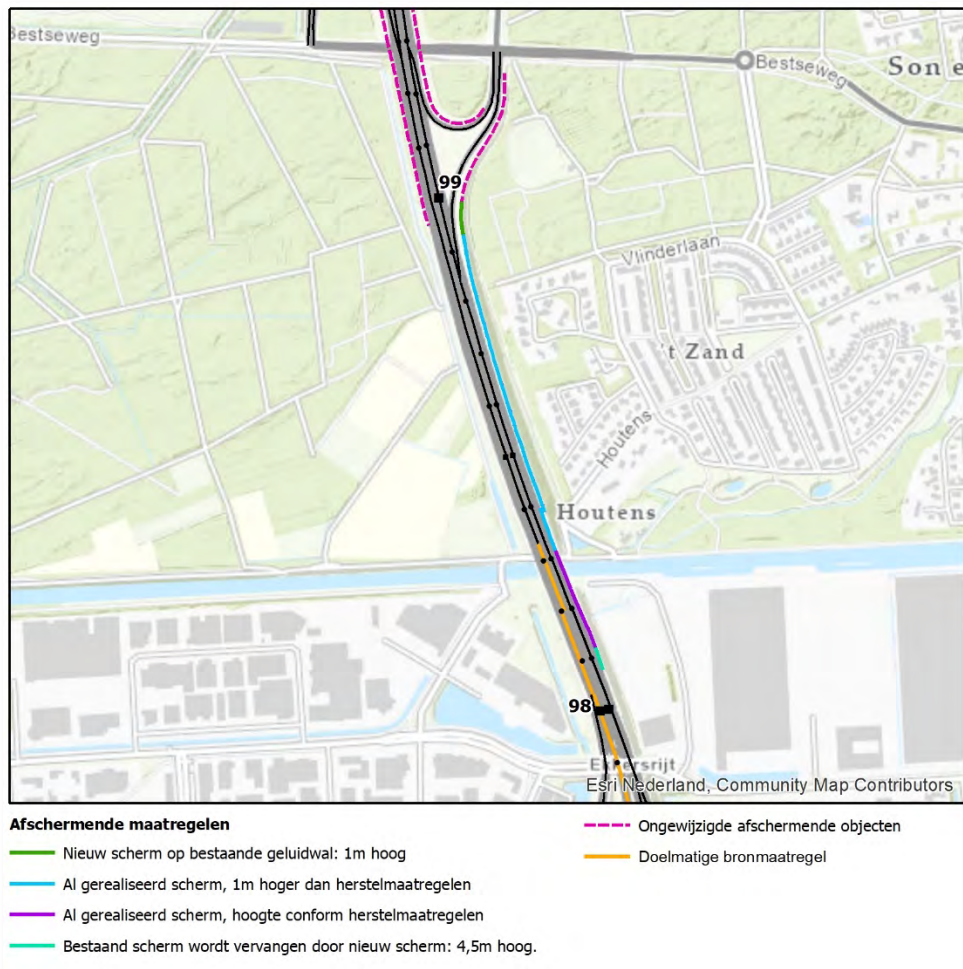 Bestseweg
Bestseweg
Son e
99
Vlinderlaan
't Zand
Houtens
Houtens
98
Ekkersrijt
Esri Nederland, Community Map Contributors
Afschermende maatregelen
Nieuw scherm op bestaande geluidwal: 1m hoog
Al gerealiseerd scherm, 1m hoger dan herstelmaatregelen
Al gerealiseerd scherm, hoogte conform herstelmaatregelen
Bestaand scherm wordt vervangen door nieuw scherm: 4,5m hoog.
Ongewijzigde afschermende objecten
Doelmatige bronmaatregel